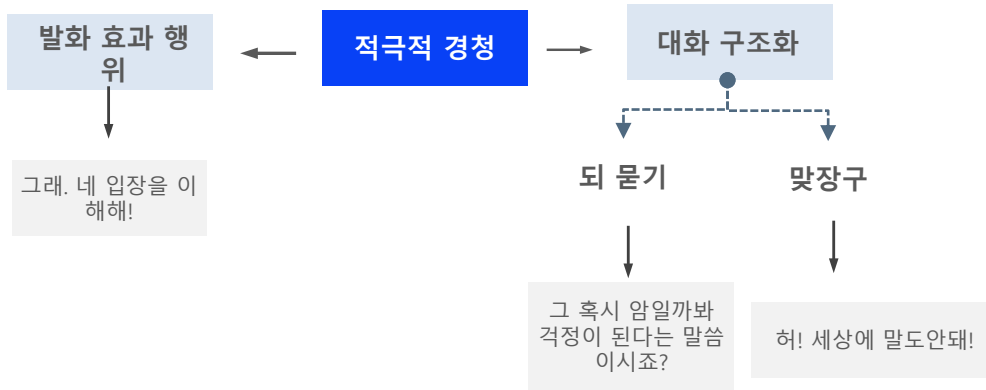 발화 효과 행
위
적극적 경청
대화 구조화
그래. 네 입장을 이
해해!
되 묻기
맞장구
그 혹시 암일까봐
걱정이 된다는 말씀
이시죠?
허! 세상에 말도안돼!